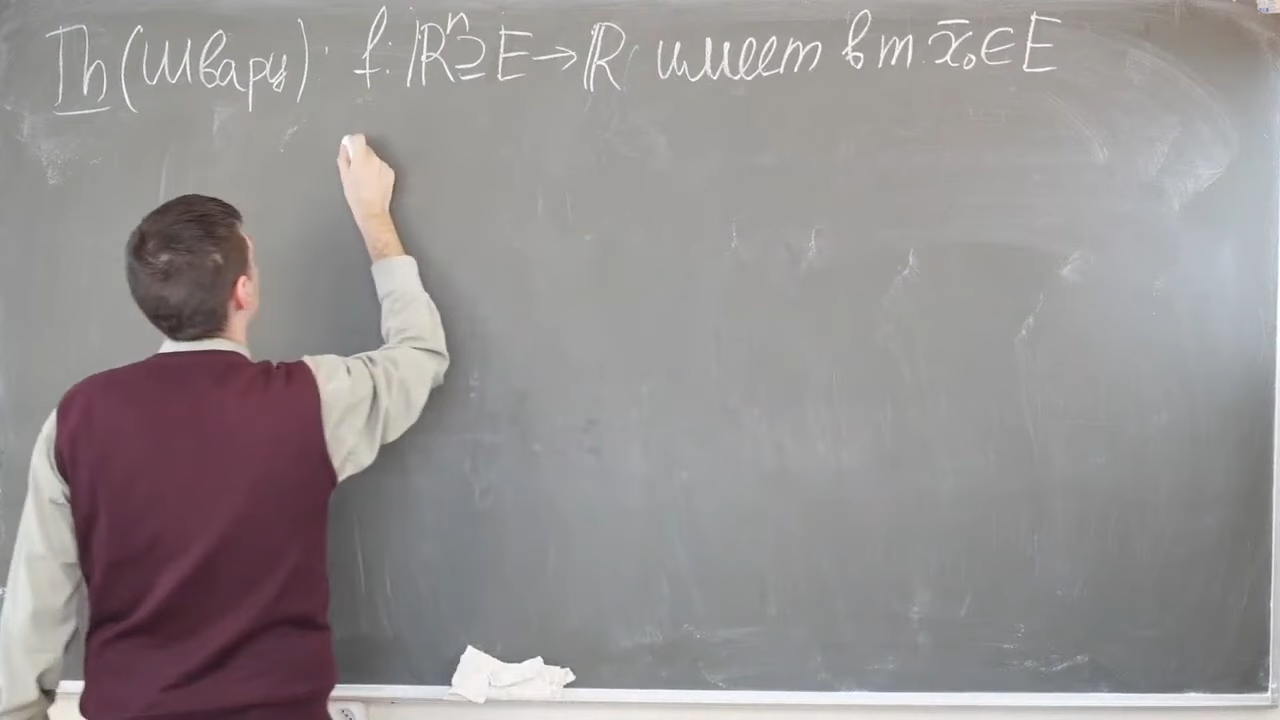 Th (Шварц): f: ℝⁿ ⊇ E → ℝ имеет в т. x̄₀ ∈ E